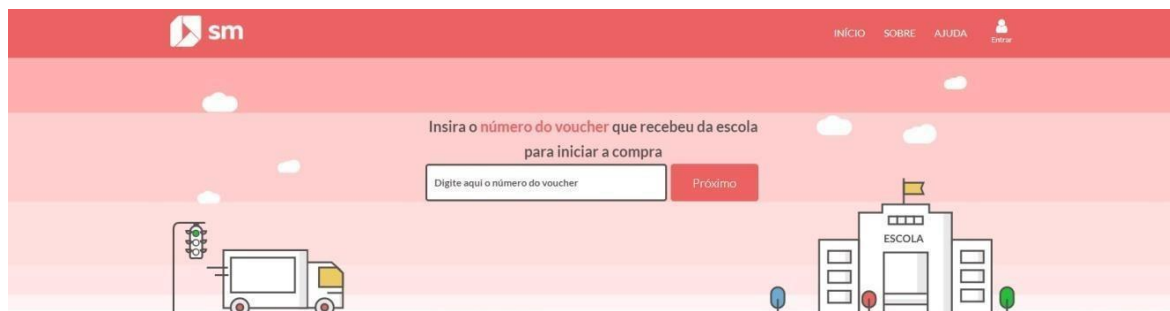 sm
INÍCIO SOBRE AJUDA Entrar
Insira o número do voucher que recebeu da escola
para iniciar a compra
Digite aqui o número do voucher Próximo
ESCOLA